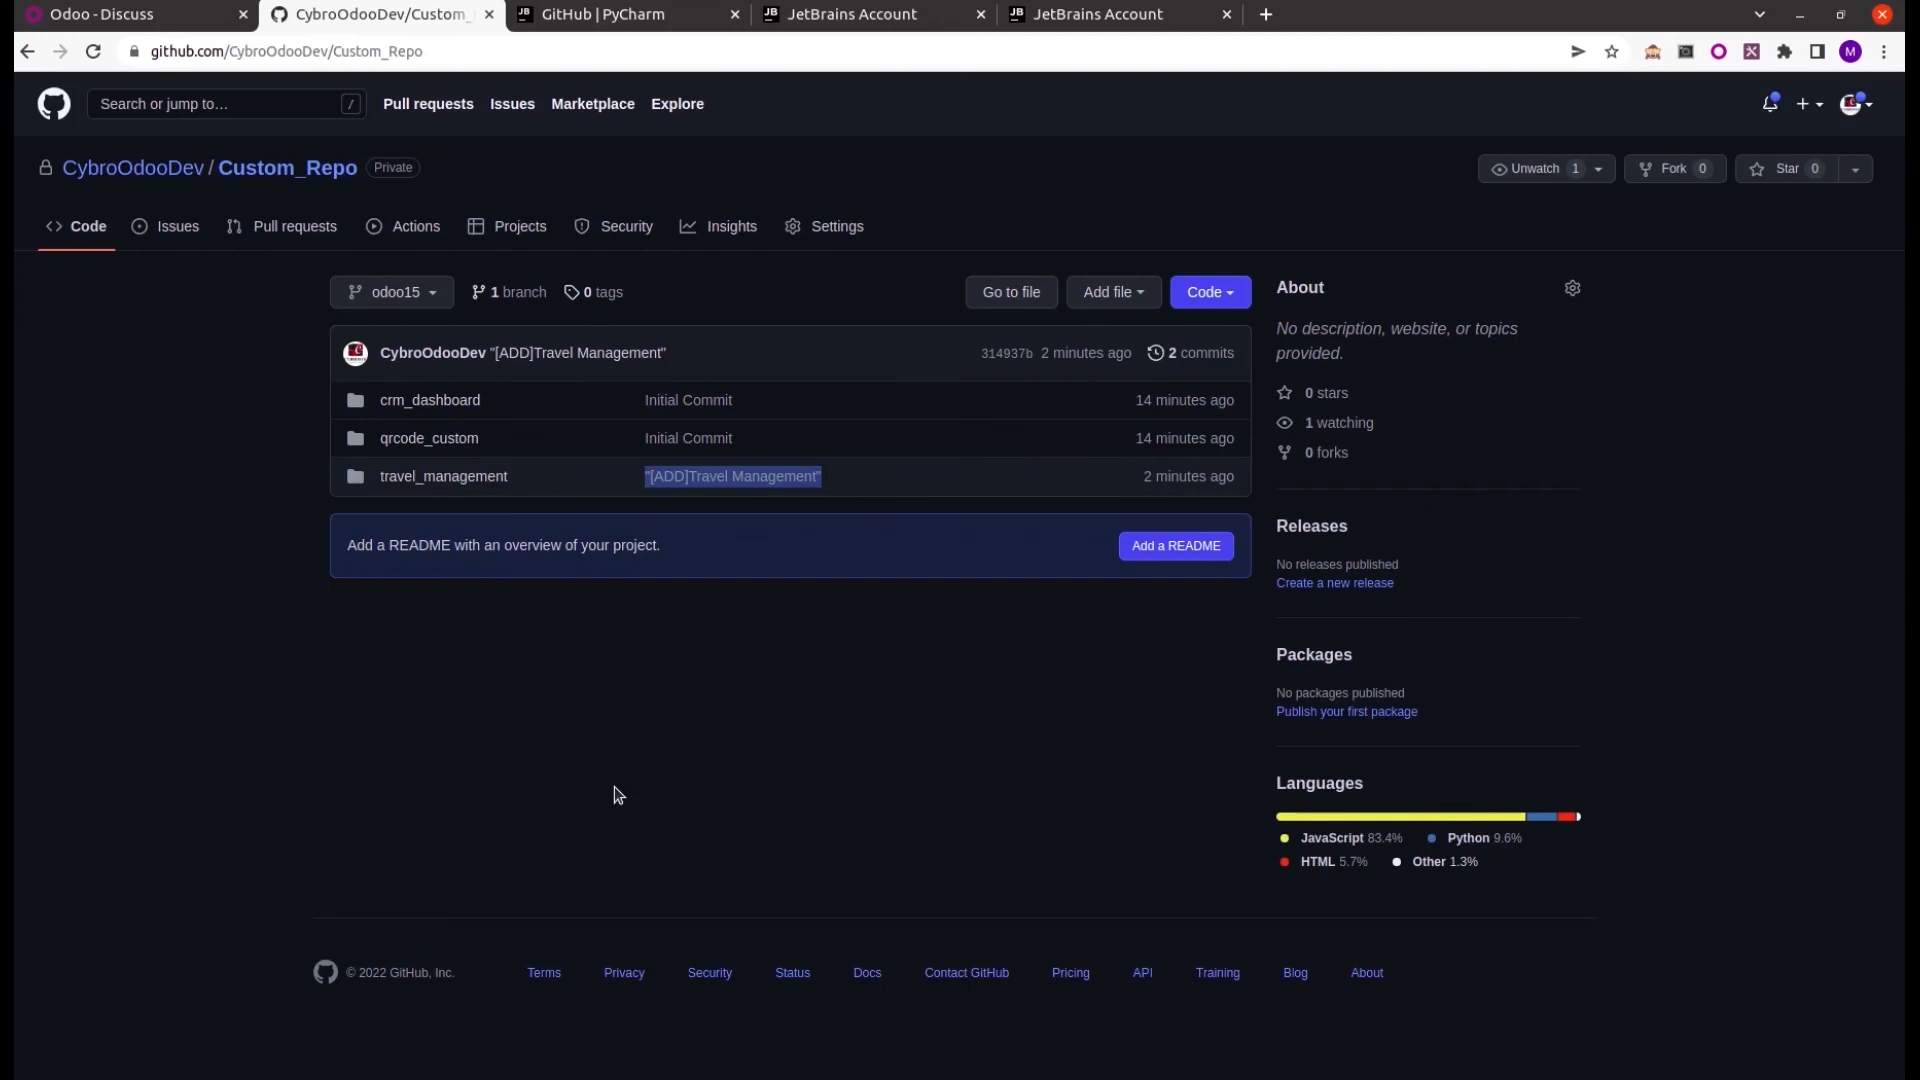 Odoo - Discuss
CybroOdooDev/Custom_
JB GitHub | PyCharm
JB JetBrains Account
JB JetBrains Account
github.com/CybroOdooDev/Custom_Repo
M
Search or jump to… /
Pull requests Issues Marketplace Explore
CybroOdooDev / Custom_Repo Private
Unwatch 1 Fork 0 Star 0
Code Issues Pull requests Actions Projects Security Insights Settings
odoo15 1 branch 0 tags Go to file Add file Code
CybroOdooDev "[ADD]Travel Management" 314937b 2 minutes ago 2 commits
crm_dashboard Initial Commit 14 minutes ago
qrcode_custom Initial Commit 14 minutes ago
travel_management "[ADD]Travel Management" 2 minutes ago
Add a README with an overview of your project. Add a README
About
No description, website, or topics
provided.
0 stars
1 watching
0 forks
Releases
No releases published
Create a new release
Packages
No packages published
Publish your first package
Languages
JavaScript 83.4% Python 9.6%
HTML 5.7% Other 1.3%
© 2022 GitHub, Inc. Terms Privacy Security Status Docs Contact GitHub Pricing API Training Blog About